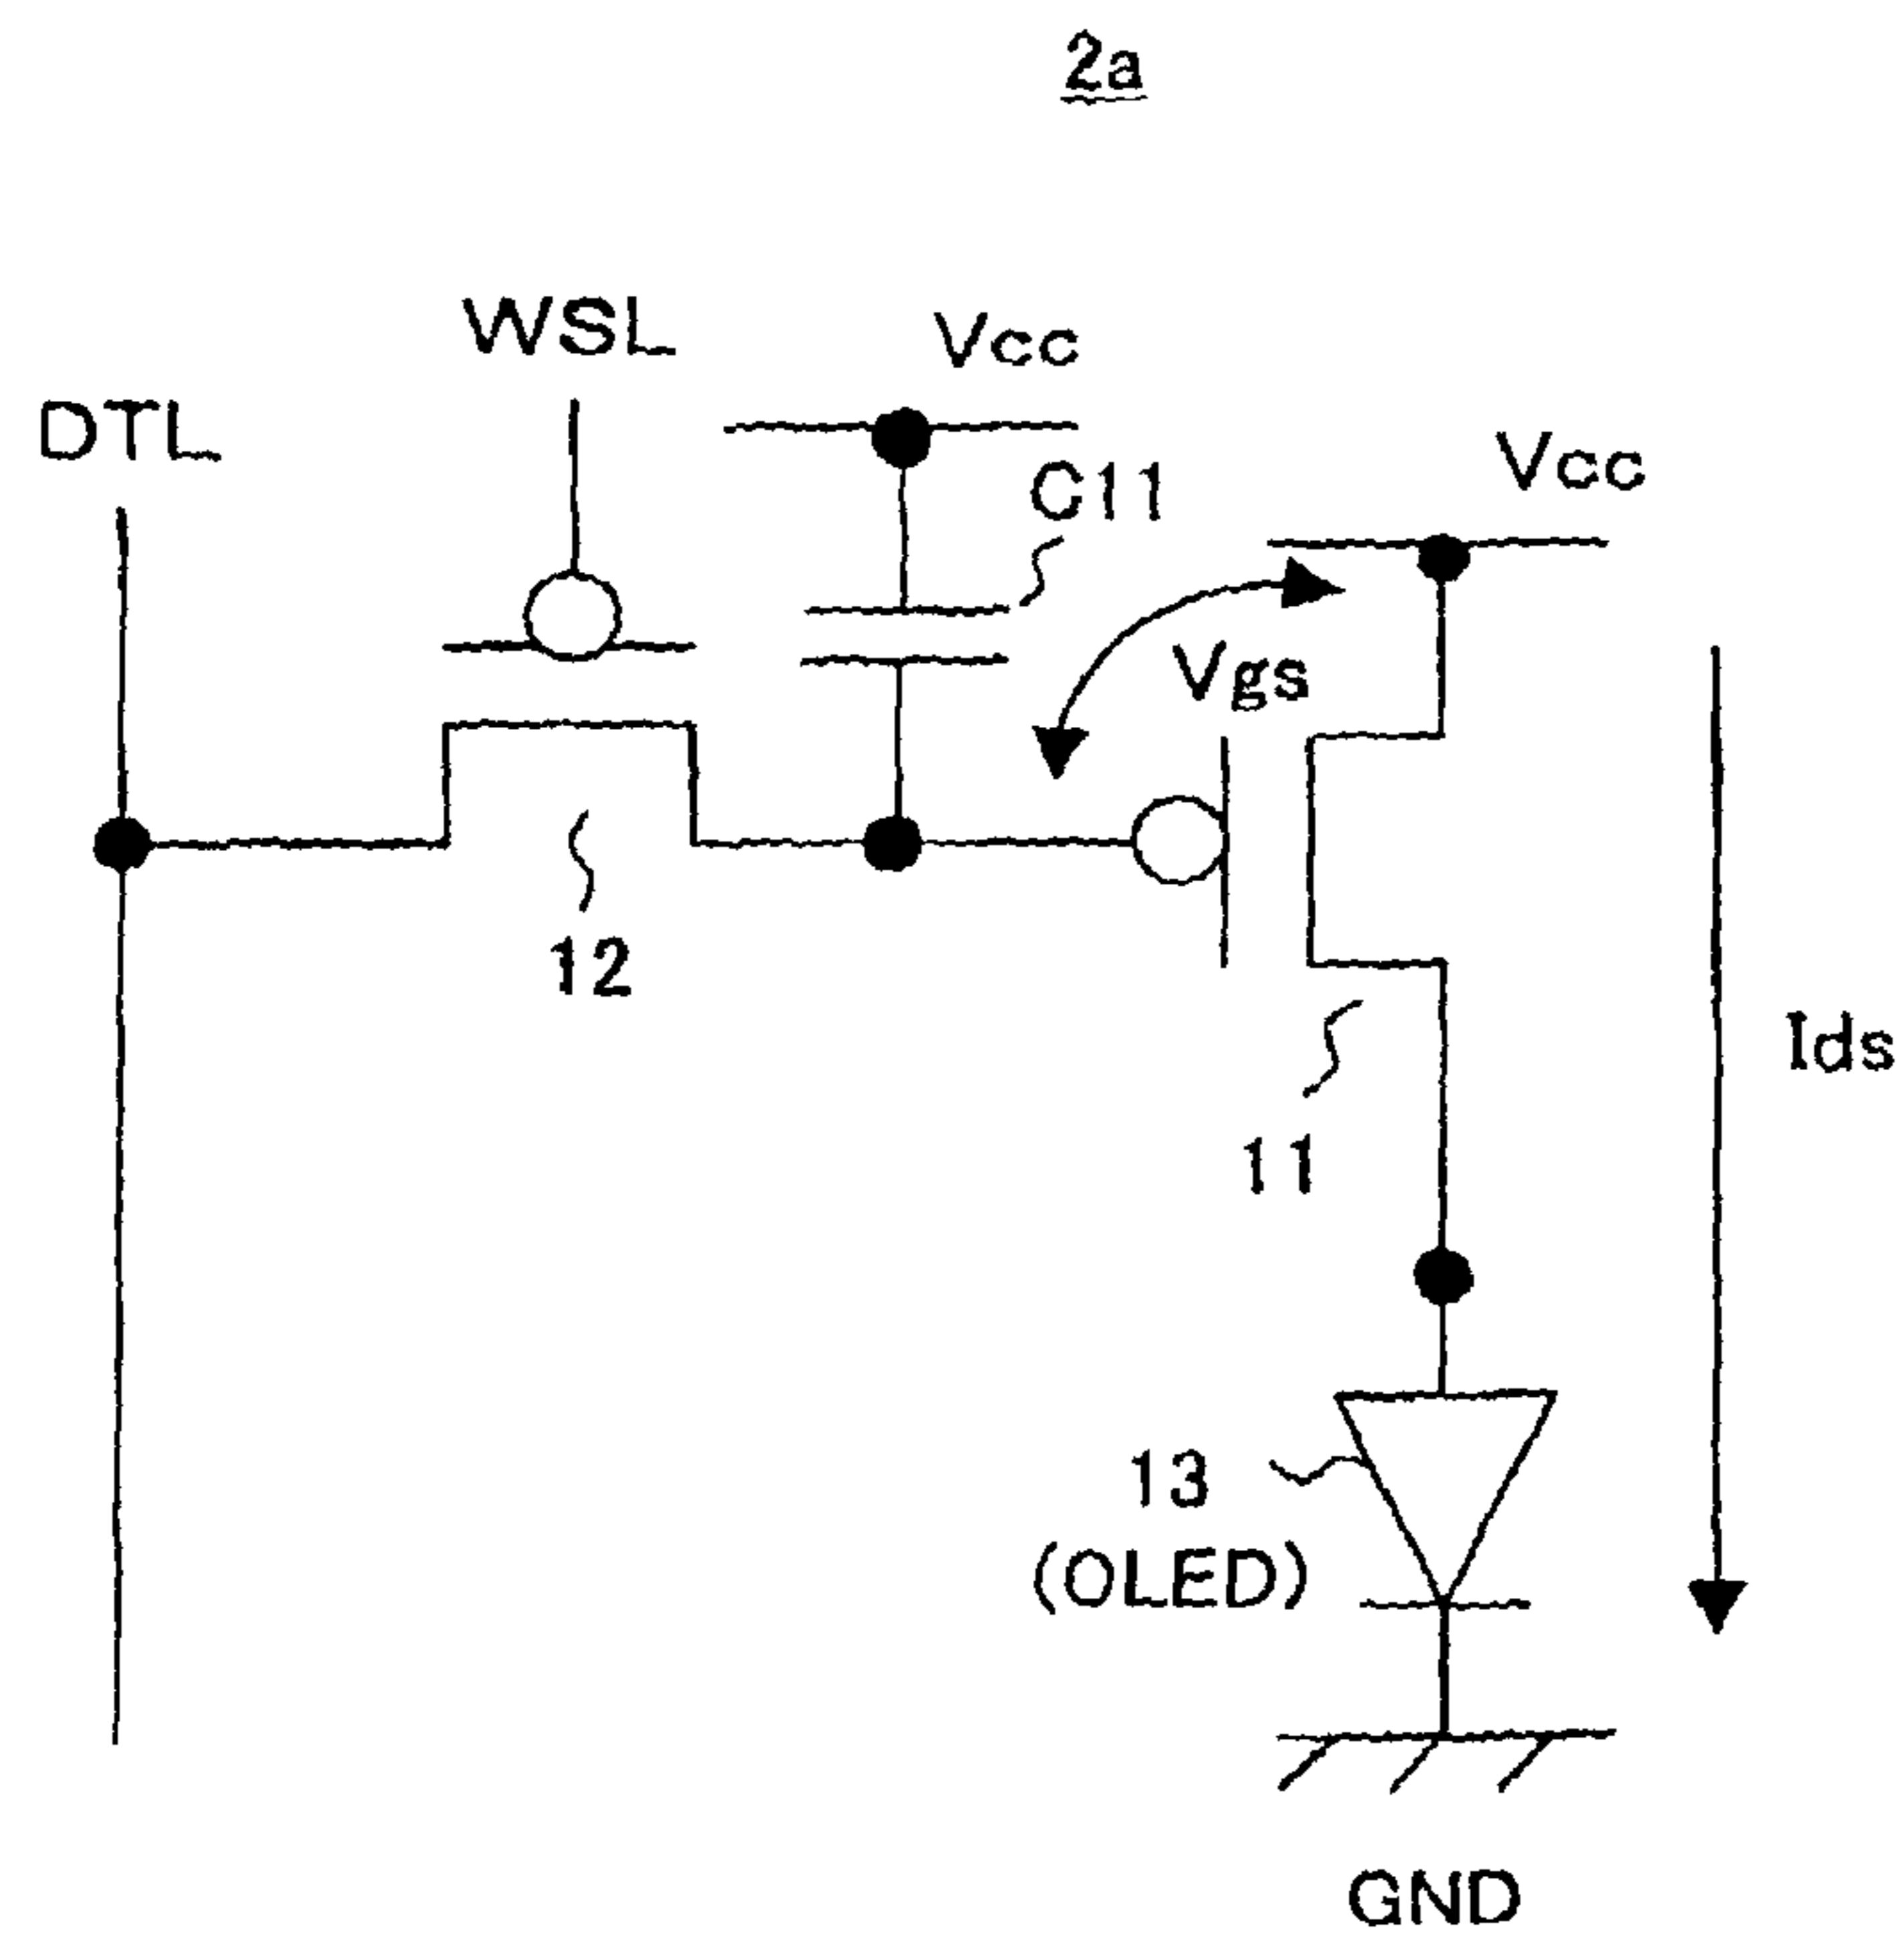 2a
WSL
Vcc
DTL
Vcc
C11
Vgs
12
Ids
11
13
(OLED)
GND